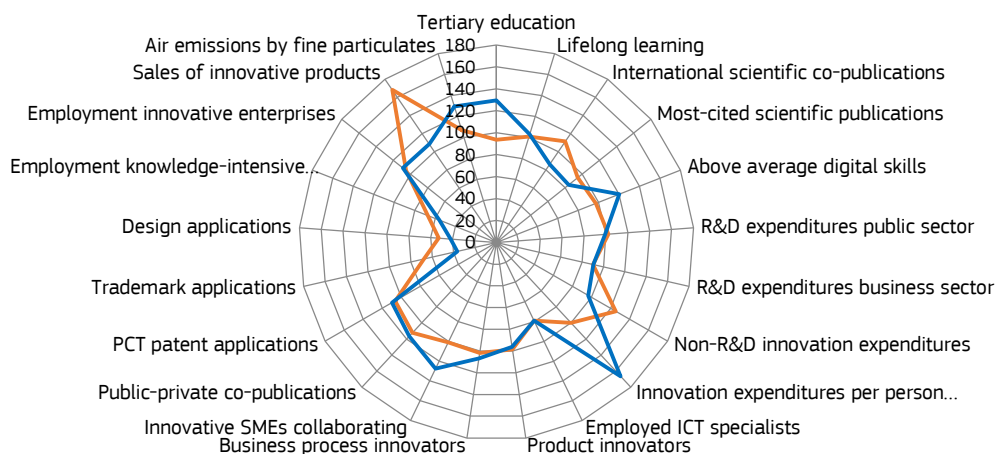 Tertiary education
Air emissions by fine particulates
180
Lifelong learning
Sales of innovative products
160
International scientific co-publications
140
Employment innovative enterprises
120
Most-cited scientific publications
100
80
Employment knowledge-intensive...
60
Above average digital skills
40
Design applications
20
R&D expenditures public sector
0
Trademark applications
R&D expenditures business sector
PCT patent applications
Non-R&D innovation expenditures
Public-private co-publications
Innovation expenditures per person...
Innovative SMEs collaborating
Employed ICT specialists
Business process innovators
Product innovators